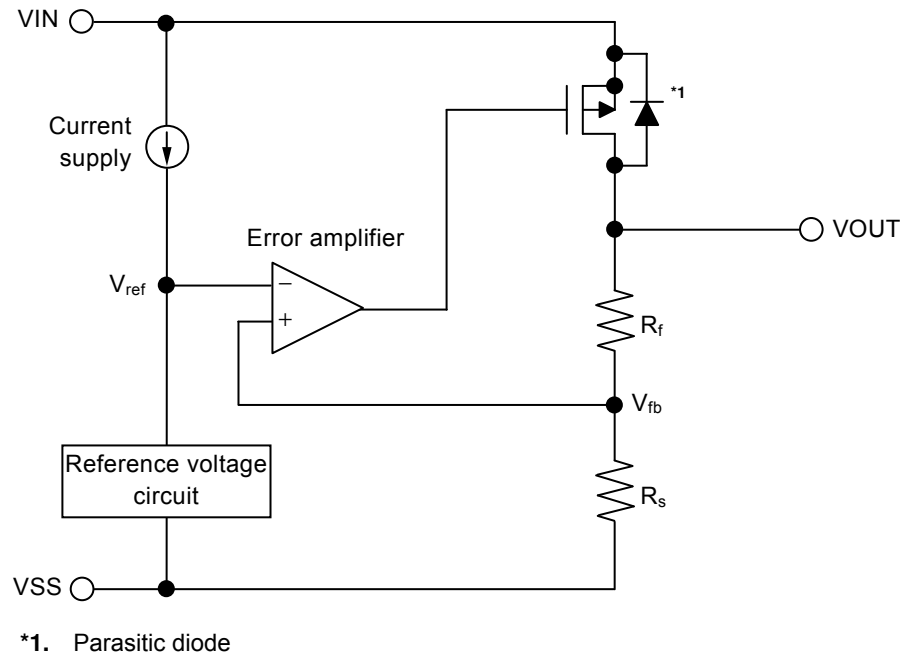 VIN
*1
Current
supply
Error amplifier
VOUT
Vref
−
+
Rf
Vfb
Reference voltage
circuit
Rs
VSS
*1. Parasitic diode